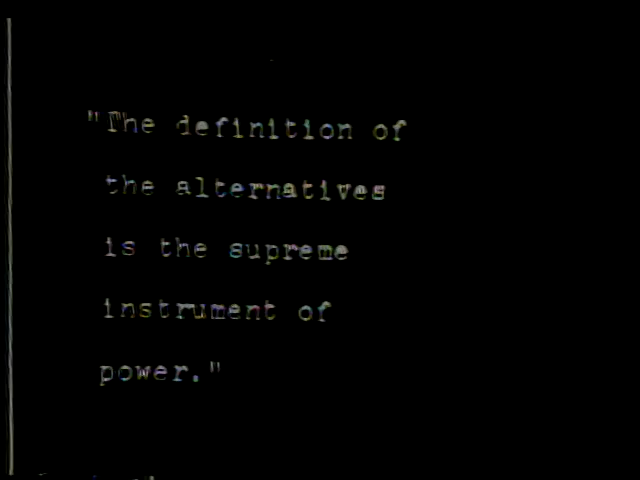 "The definition of
the alternatives
is the supreme
instrument of
power."